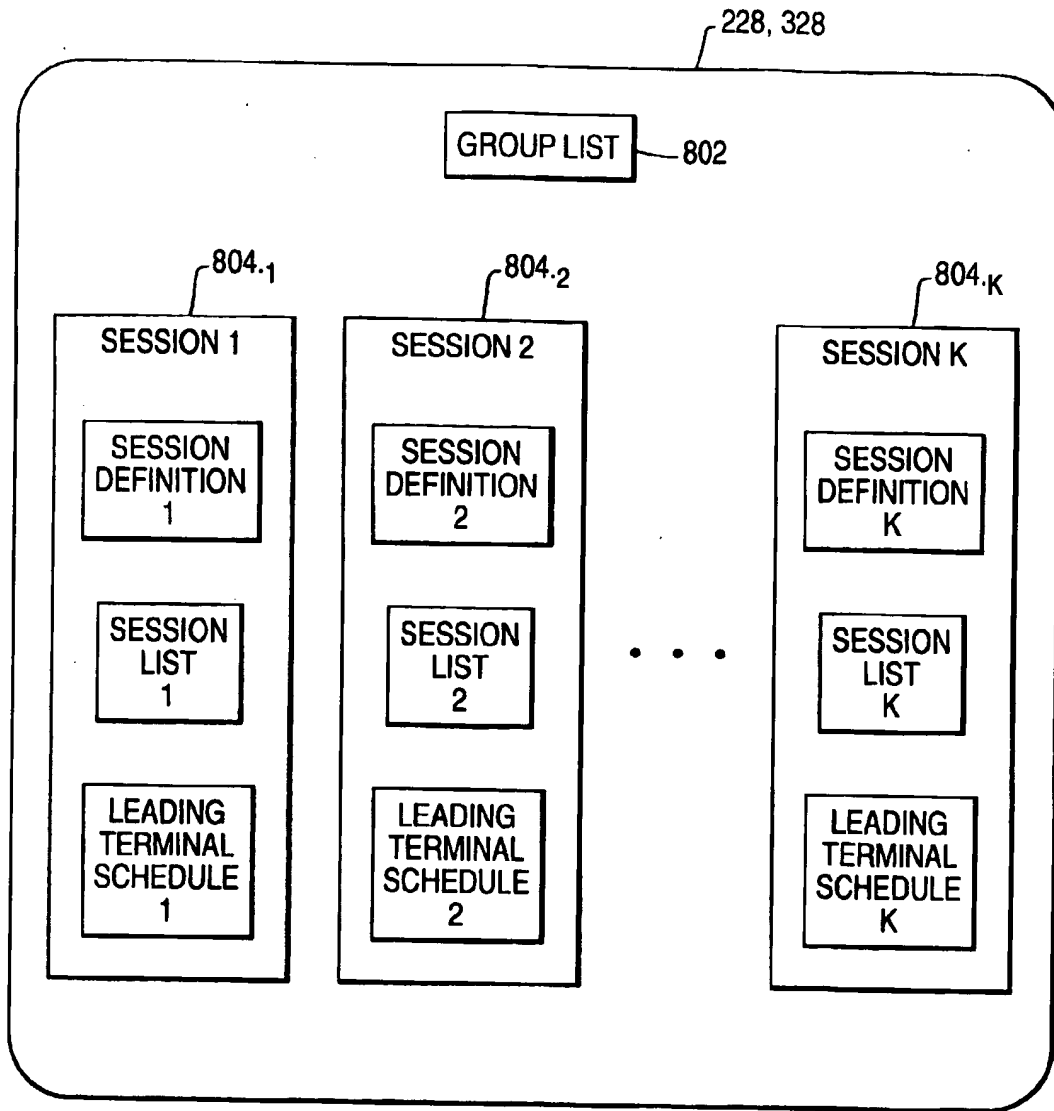 228, 328
GROUP LIST
802
804.1
804.2
804.K
SESSION 1
SESSION DEFINITION 1
SESSION LIST 1
LEADING TERMINAL SCHEDULE 1
SESSION 2
SESSION DEFINITION 2
SESSION LIST 2
LEADING TERMINAL SCHEDULE 2
• • •
SESSION K
SESSION DEFINITION K
SESSION LIST K
LEADING TERMINAL SCHEDULE K